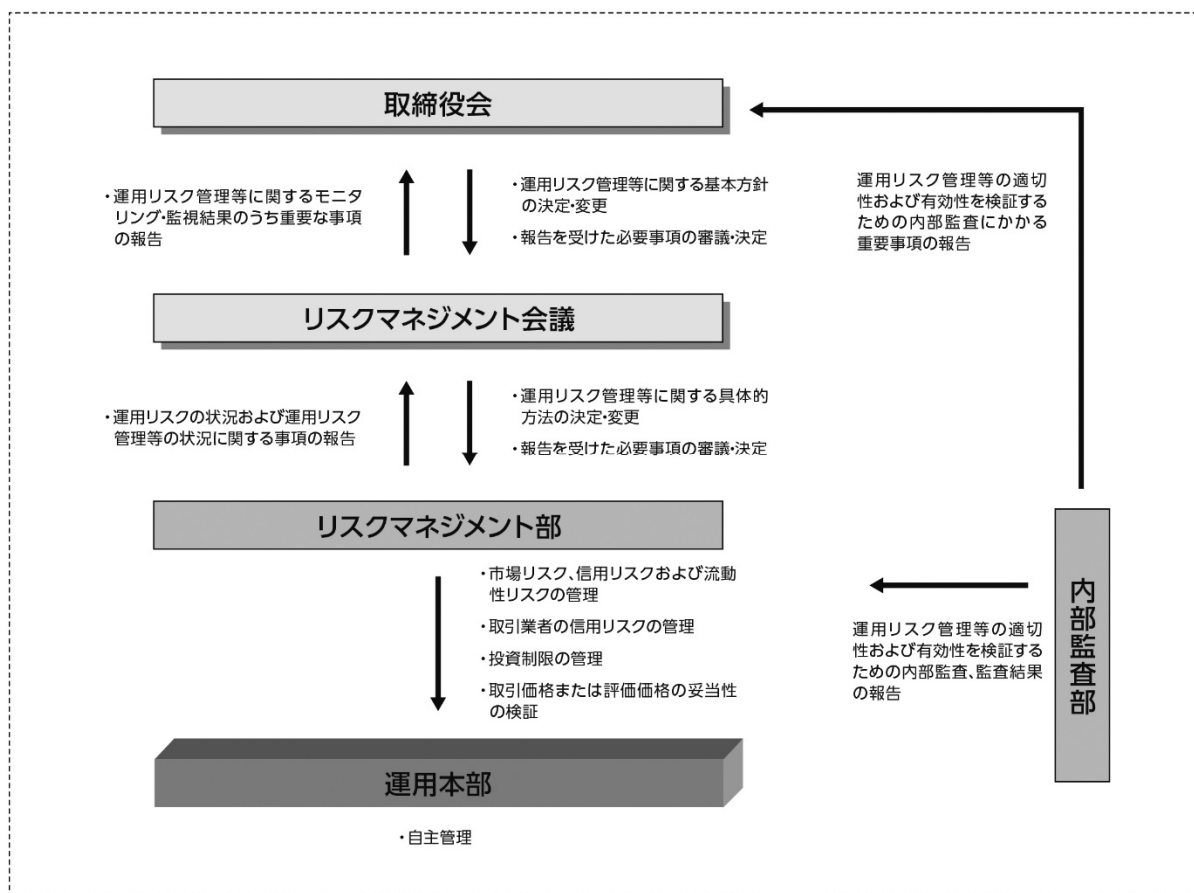 取締役会
・運用リスク管理等に関するモニタ
リング・監視結果のうち重要な事項
の報告
・運用リスク管理等に関する基本方針
の決定・変更
・報告を受けた必要事項の審議・決定
運用リスク管理等の適切
性および有効性を検証する
ための内部監査にかかる
重要事項の報告
リスクマネジメント会議
・運用リスクの状況および運用リスク
管理等の状況に関する事項の報告
・運用リスク管理等に関する具体的
方法の決定・変更
・報告を受けた必要事項の審議・決定
リスクマネジメント部
・市場リスク、信用リスクおよび流動
性リスクの管理
・取引業者の信用リスクの管理
・投資制限の管理
・取引価格または評価価格の妥当性
の検証
運用リスク管理等の適切
性および有効性を検証する
ための内部監査、監査結果
の報告
内部監査部
運用本部
・自主管理